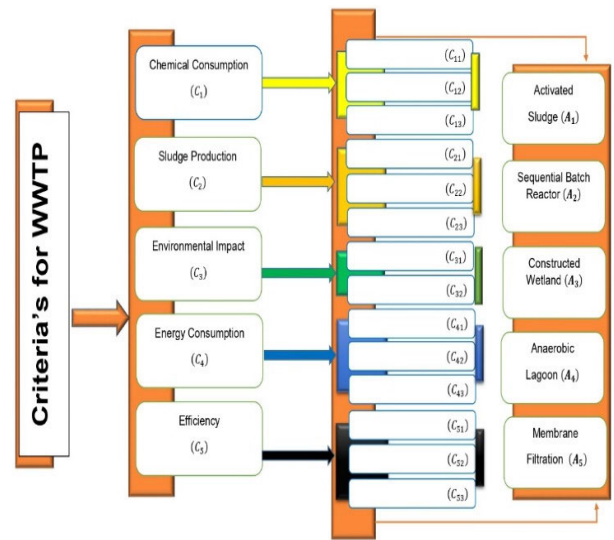 Criteria's for WWTP
Chemical Consumption
(C₁)
Sludge Production
(C₂)
Environmental Impact
(C₃)
Energy Consumption
(C₄)
Efficiency
(C₅)
(C₁₁)
(C₁₂)
(C₁₃)
(C₂₁)
(C₂₂)
(C₂₃)
(C₃₁)
(C₃₂)
(C₄₁)
(C₄₂)
(C₄₃)
(C₅₁)
(C₅₂)
(C₅₃)
Activated
Sludge (A₁)
Sequential Batch
Reactor (A₂)
Constructed
Wetland (A₃)
Anaerobic
Lagoon (A₄)
Membrane
Filtration (A₅)